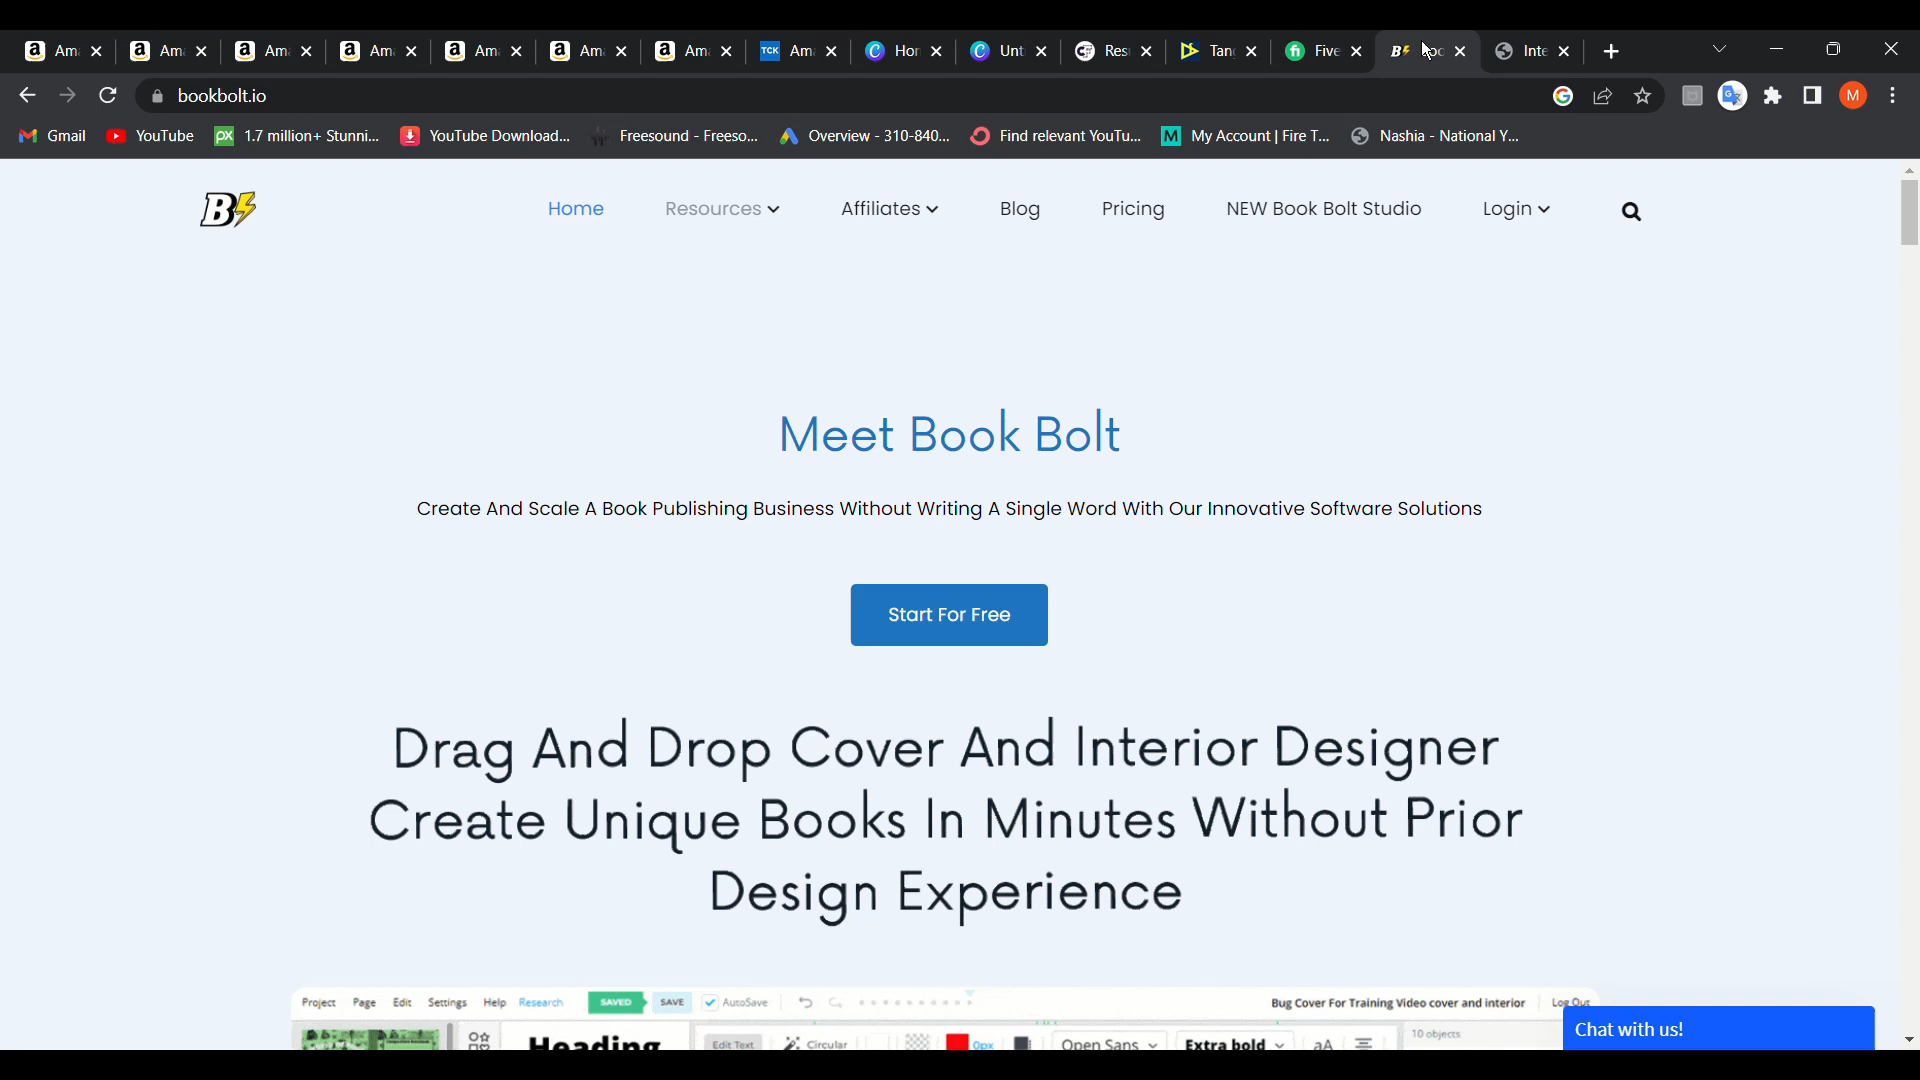 Am
Am
Am
Am
Am
Am
Am
TCK Am
Hor
Unt
Res
Tan
Five
Inte
bookbolt.io
M
Gmail
YouTube
1.7 million+ Stunni...
YouTube Download...
Freesound - Freeso...
Overview - 310-840...
Find relevant YouTu...
My Account | Fire T...
Nashia - National Y...
B
Home
Resources
Affiliates
Blog
Pricing
NEW Book Bolt Studio
Login
Meet Book Bolt
Create And Scale A Book Publishing Business Without Writing A Single Word With Our Innovative Software Solutions
Start For Free
Drag And Drop Cover And Interior Designer
Create Unique Books In Minutes Without Prior
Design Experience
Project Page Edit Settings Help Research SAVED SAVE AutoSave Bug Cover For Training Video cover and interior Log Out
Heading Edit Text Circular 0px Open Sans Extra bold aA 10 objects
Chat with us!